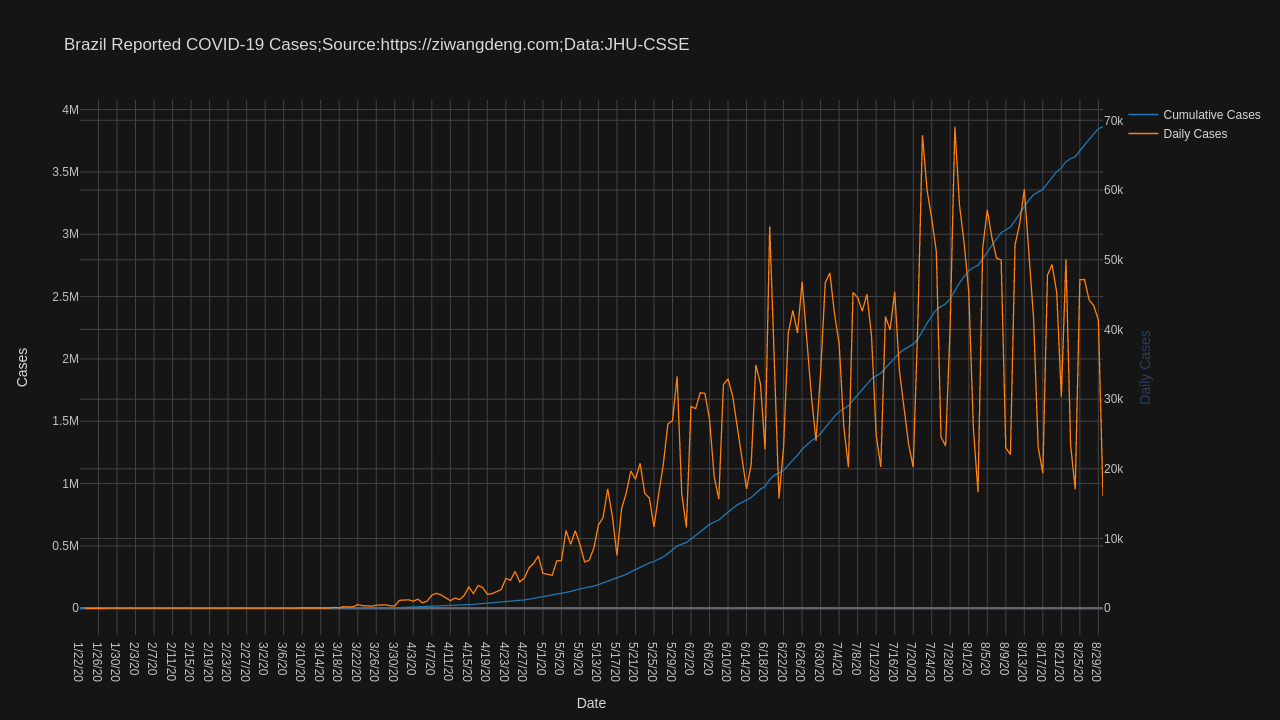 Brazil Reported COVID-19 Cases;Source:https://ziwangdeng.com;Data:JHU-CSSE
Cumulative Cases
Daily Cases
4M
3.5M
3M
2.5M
2M
1.5M
1M
0.5M
0
Cases
70k
60k
50k
40k
30k
20k
10k
0
Daily Cases
1/22/20
1/26/20
1/30/20
2/3/20
2/7/20
2/11/20
2/15/20
2/19/20
2/23/20
2/27/20
3/2/20
3/6/20
3/10/20
3/14/20
3/18/20
3/22/20
3/26/20
3/30/20
4/3/20
4/7/20
4/11/20
4/15/20
4/19/20
4/23/20
4/27/20
5/1/20
5/5/20
5/9/20
5/13/20
5/17/20
5/21/20
5/25/20
5/29/20
6/2/20
6/6/20
6/10/20
6/14/20
6/18/20
6/22/20
6/26/20
6/30/20
7/4/20
7/8/20
7/12/20
7/16/20
7/20/20
7/24/20
7/28/20
8/1/20
8/5/20
8/9/20
8/13/20
8/17/20
8/21/20
8/25/20
8/29/20
Date